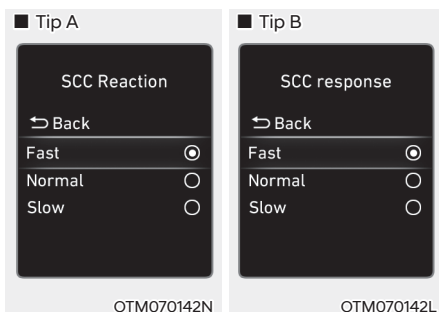 ■ Tip A
SCC Reaction
Back
Fast
Normal
Slow
OTM070142N
■ Tip B
SCC response
Back
Fast
Normal
Slow
OTM070142L